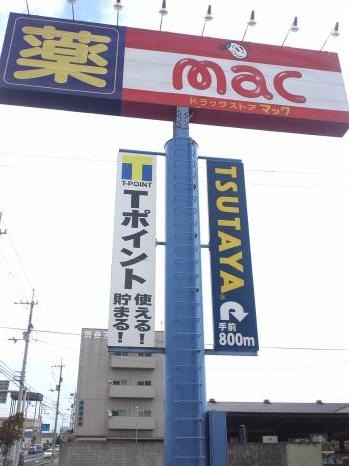 薬
mac
ドラックストア マック
T
T-POINT
Tポイント
使える!
貯まる!
TSUTAYA®
手前
800m